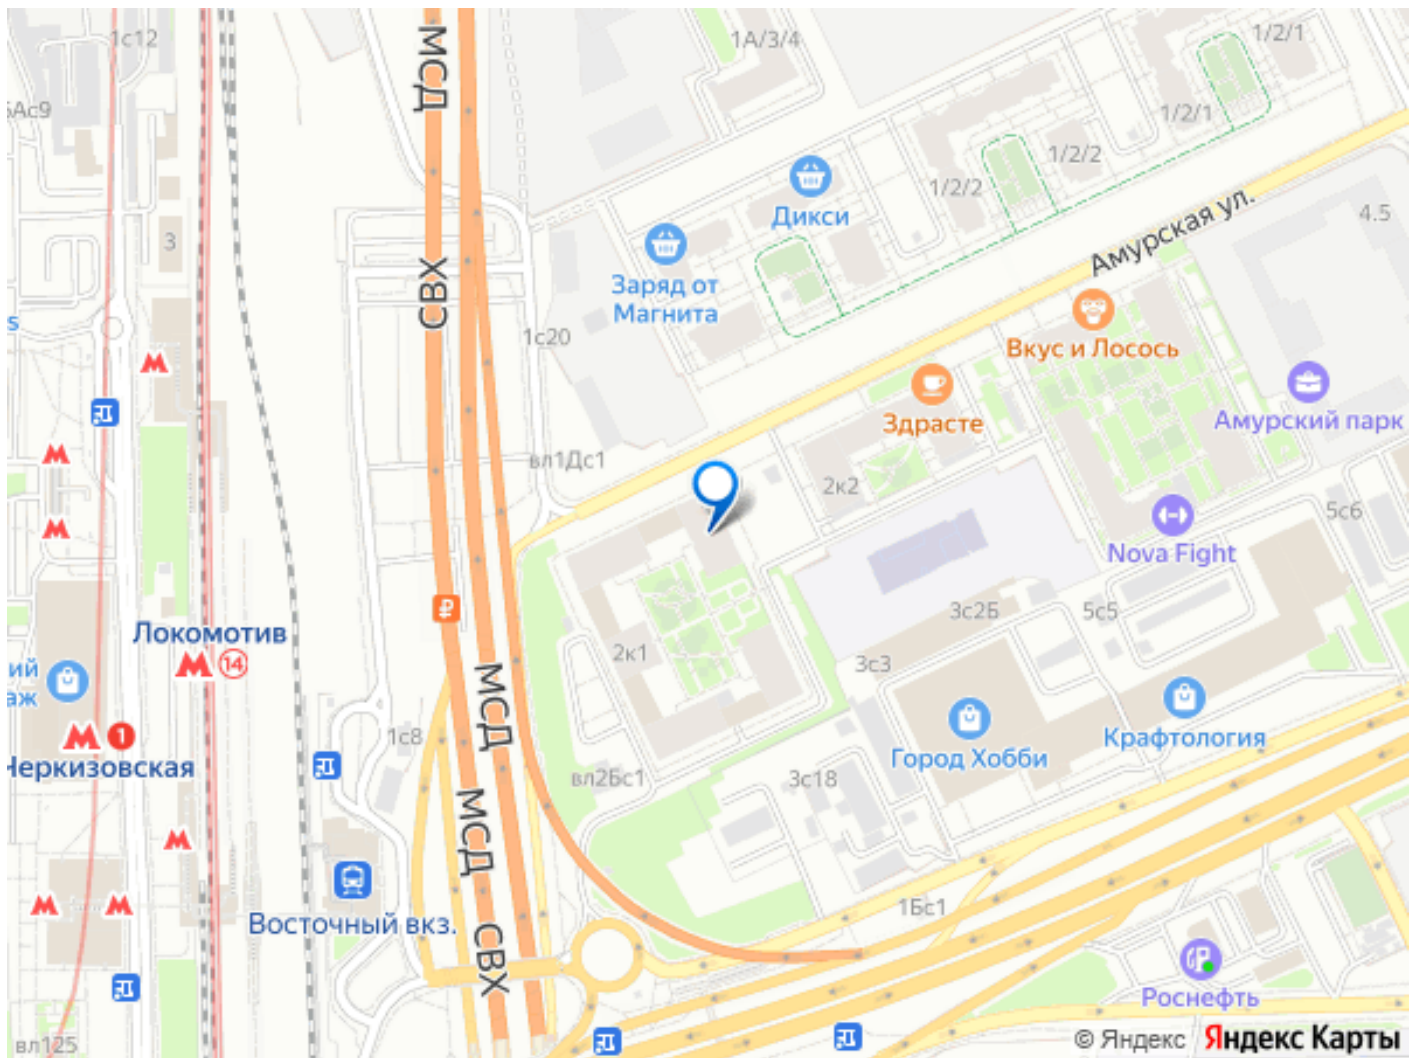 1с12
МСД
1А/3/4
1/2/1
6Ас9
1/2/1
1/2/2
1/2/2
Дикси
4.5
Амурская ул.
3
СВХ
Заряд от
Магнита
1с20
Вкус и Лосось
Здрасте
Амурский парк
вл1Дс1
2к2
5с6
Nova Fight
3с2Б
5с5
Локомотив
14
2к1
3с3
ий
аж
МСД
1
1с8
Черкизовская
Город Хобби
Крафтология
вл2Бс1
3с18
МСД
Восточный вкз.
СВХ
1Бс1
Роснефть
вл125
© Яндекс Яндекс Карты